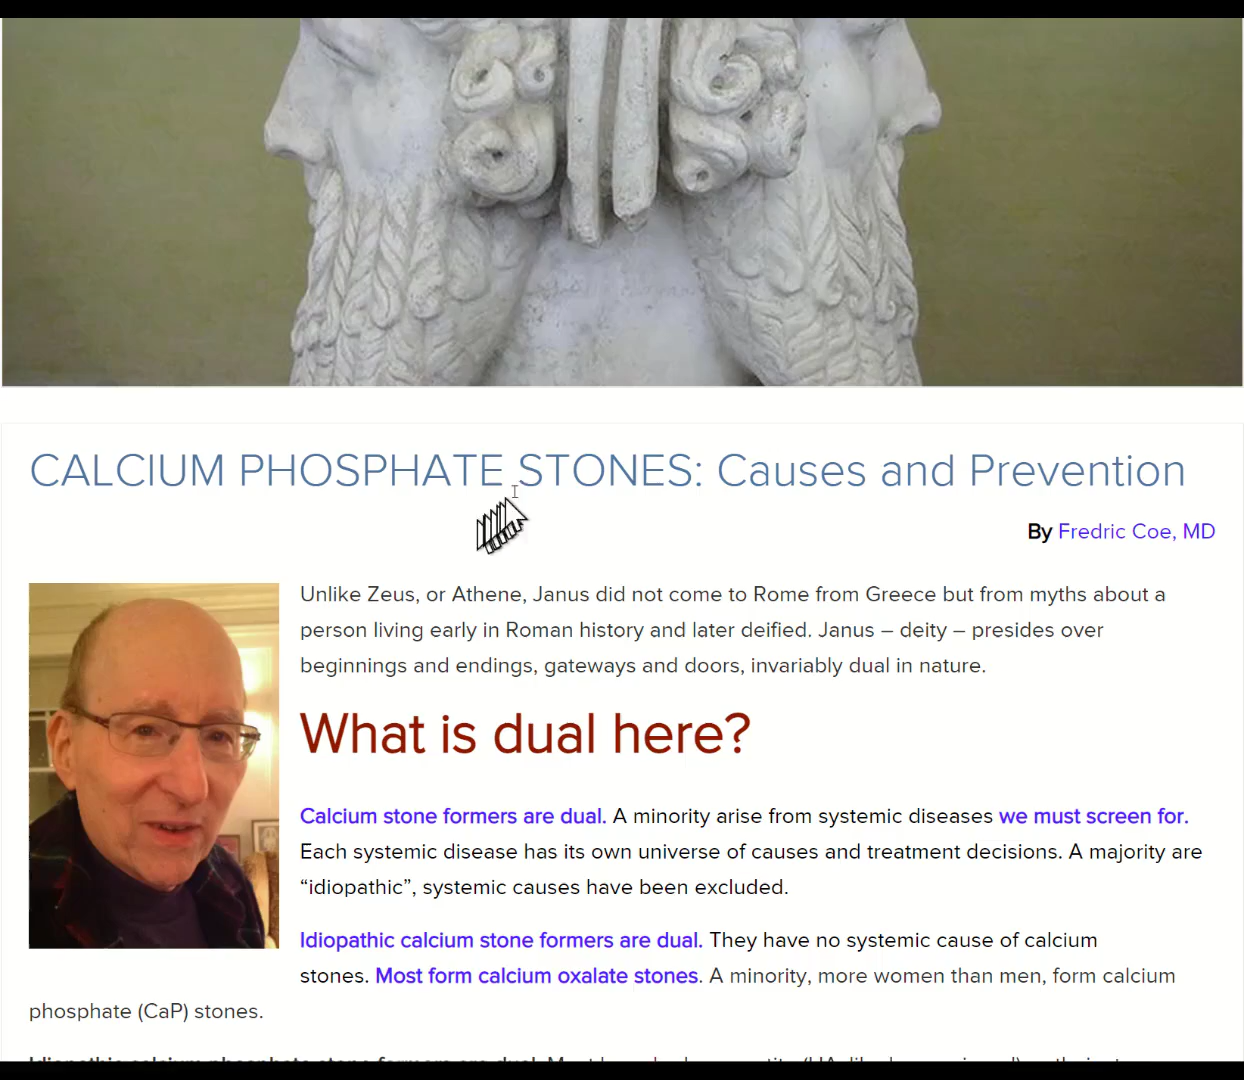 CALCIUM PHOSPHATE STONES: Causes and Prevention
By Fredric Coe, MD
Unlike Zeus, or Athene, Janus did not come to Rome from Greece but from myths about a
person living early in Roman history and later deified. Janus – deity – presides over
beginnings and endings, gateways and doors, invariably dual in nature.
What is dual here?
Calcium stone formers are dual. A minority arise from systemic diseases we must screen for.
Each systemic disease has its own universe of causes and treatment decisions. A majority are
“idiopathic”, systemic causes have been excluded.
Idiopathic calcium stone formers are dual. They have no systemic cause of calcium
stones. Most form calcium oxalate stones. A minority, more women than men, form calcium
phosphate (CaP) stones.